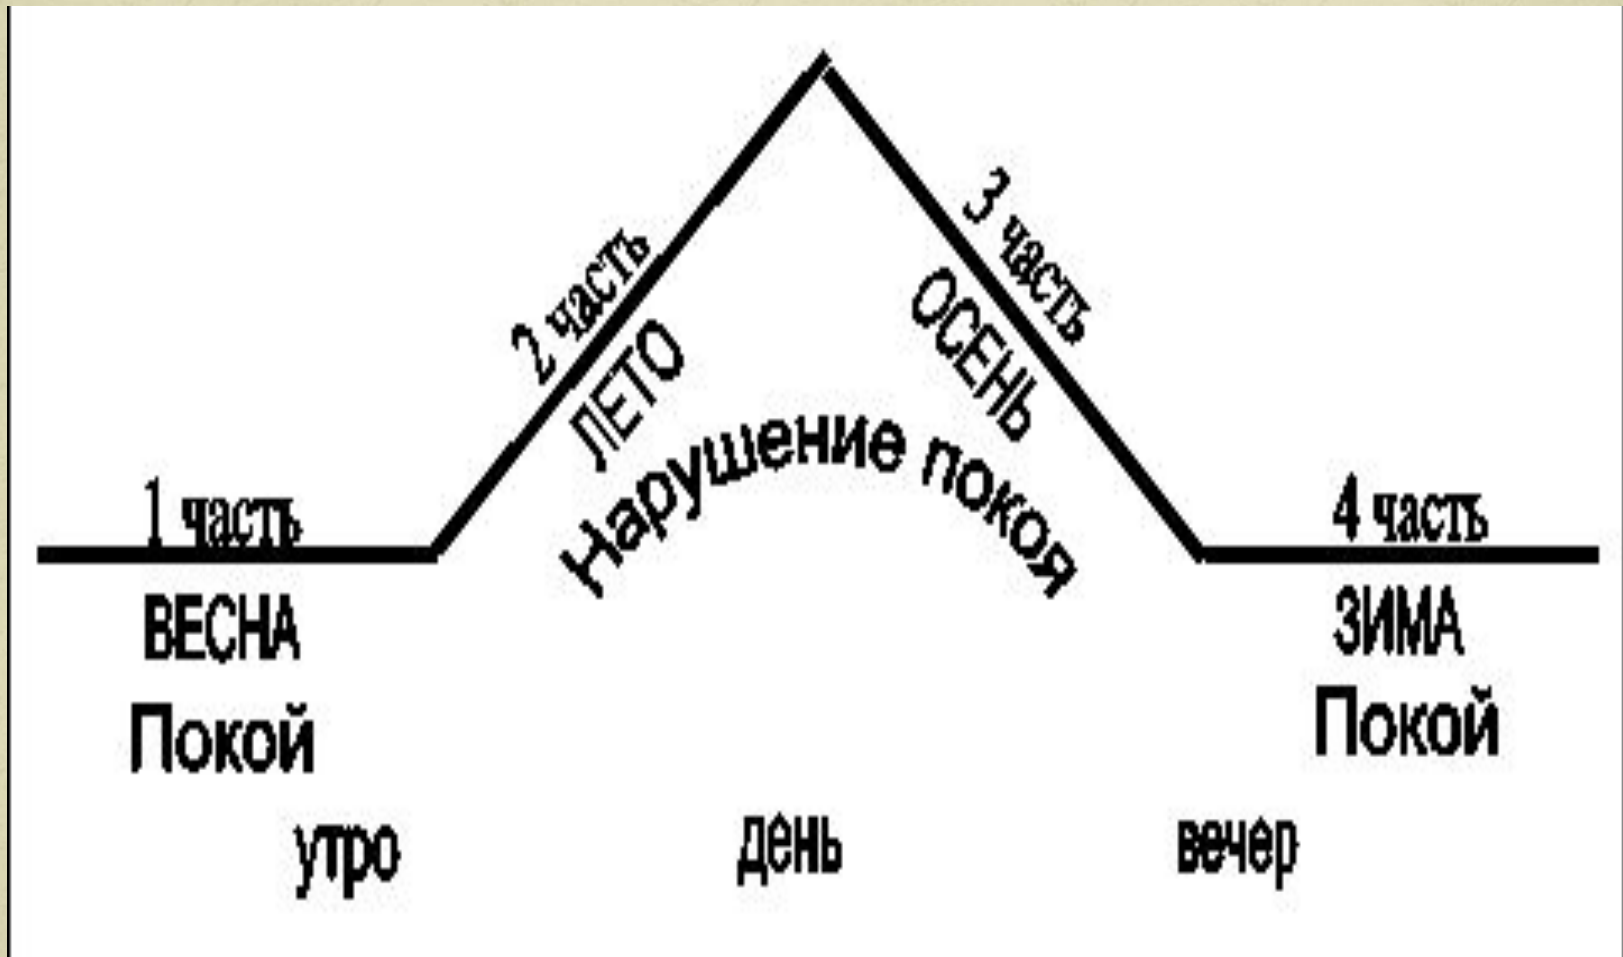 1 часть
ВЕСНА
Покой
2 часть
ЛЕТО
Нарушение покоя
3 часть
ОСЕНЬ
4 часть
ЗИМА
Покой
утро
день
вечер